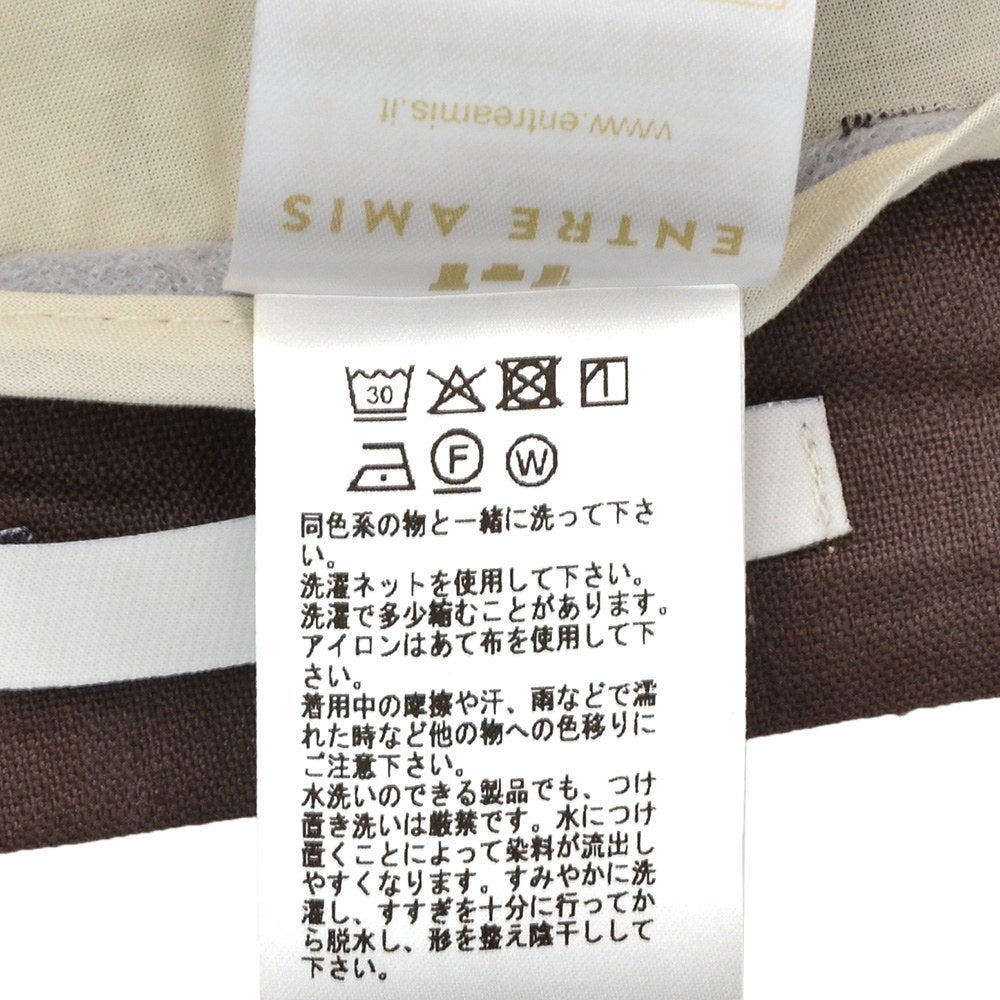 www.entreamis.it
ENTRE AMIS
30
F W
同色系の物と一緒に洗って下さ
い。
洗濯ネットを使用して下さい。
洗濯で多少縮むことがあります。
アイロンはあて布を使用して下
さい。
着用中の摩擦や汗、雨などで濡
れた時など他の物への色移りに
ご注意下さい。
水洗いのできる製品でも、つけ
置き洗いは厳禁です。水につけ
置くことによって染料が流出し
やすくなります。すみやかに洗
濯し、すすぎを十分に行ってか
ら脱水し、形を整え陰干しして
下さい。